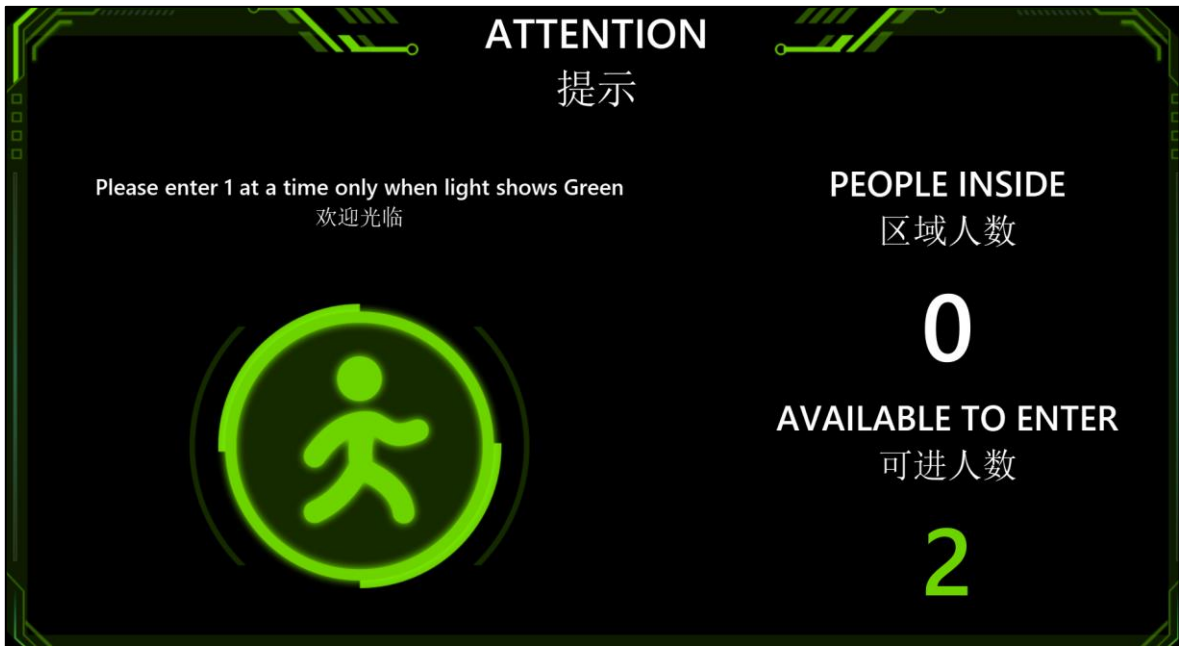 ATTENTION
提示
Please enter 1 at a time only when light shows Green
欢迎光临
PEOPLE INSIDE
区域人数
0
AVAILABLE TO ENTER
可进人数
2